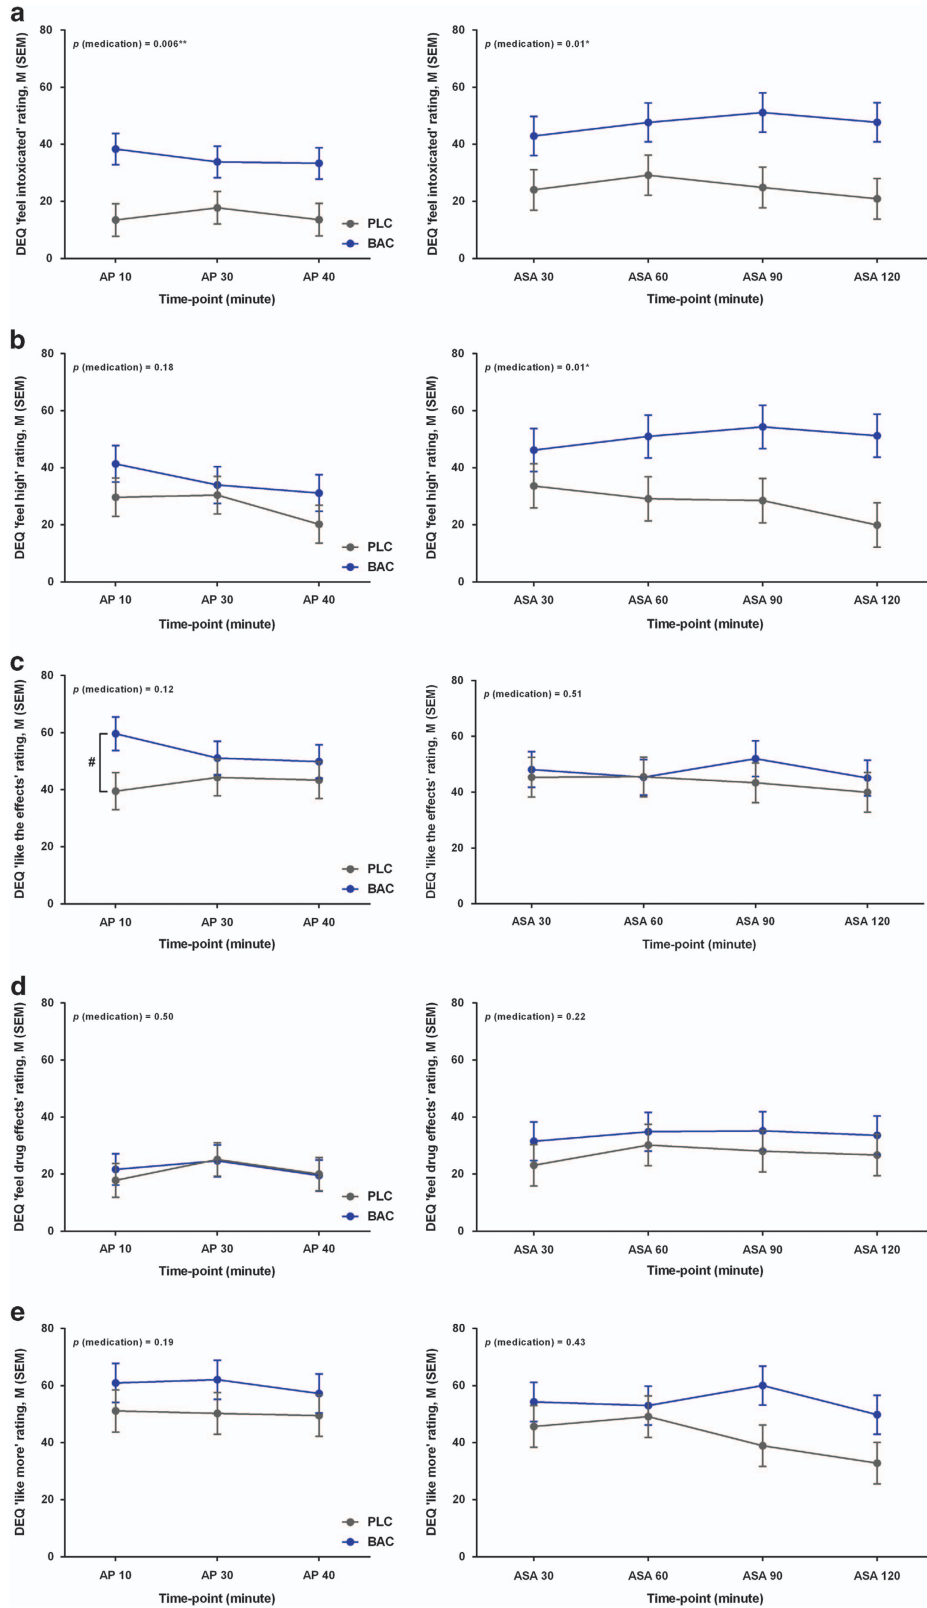 a
DEQ 'feel intoxicated' rating, M (SEM)
80
60
40
20
0
p (medication) = 0.006**
PLC
BAC
AP 10 AP 30 AP 40
Time-point (minute)
DEQ 'feel intoxicated' rating, M (SEM)
80
60
40
20
0
p (medication) = 0.01*
ASA 30 ASA 60 ASA 90 ASA 120
Time-point (minute)
b
DEQ 'feel high' rating, M (SEM)
80
60
40
20
0
p (medication) = 0.18
PLC
BAC
AP 10 AP 30 AP 40
Time-point (minute)
DEQ 'feel high' rating, M (SEM)
80
60
40
20
0
p (medication) = 0.01*
ASA 30 ASA 60 ASA 90 ASA 120
Time-point (minute)
c
DEQ 'like the effects' rating, M (SEM)
80
60
40
20
0
p (medication) = 0.12
#
PLC
BAC
AP 10 AP 30 AP 40
Time-point (minute)
DEQ 'like the effects' rating, M (SEM)
80
60
40
20
0
p (medication) = 0.51
ASA 30 ASA 60 ASA 90 ASA 120
Time-point (minute)
d
DEQ 'feel drug effects' rating, M (SEM)
80
60
40
20
0
p (medication) = 0.50
PLC
BAC
AP 10 AP 30 AP 40
Time-point (minute)
DEQ 'feel drug effects' rating, M (SEM)
80
60
40
20
0
p (medication) = 0.22
ASA 30 ASA 60 ASA 90 ASA 120
Time-point (minute)
e
DEQ 'like more' rating, M (SEM)
80
60
40
20
0
p (medication) = 0.19
PLC
BAC
AP 10 AP 30 AP 40
Time-point (minute)
DEQ 'like more' rating, M (SEM)
80
60
40
20
0
p (medication) = 0.43
ASA 30 ASA 60 ASA 90 ASA 120
Time-point (minute)